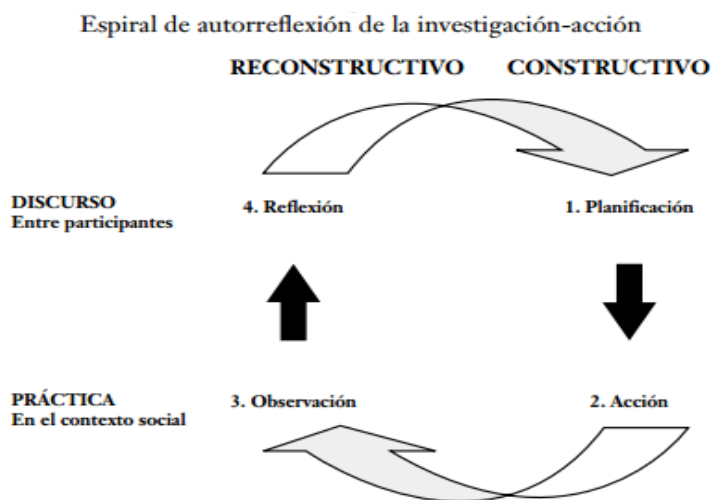 Espiral de autorreflexión de la investigación-acción
RECONSTRUCTIVO CONSTRUCTIVO
DISCURSO
Entre participantes
4. Reflexión
1. Planificación
PRÁCTICA
En el contexto social
3. Observación
2. Acción